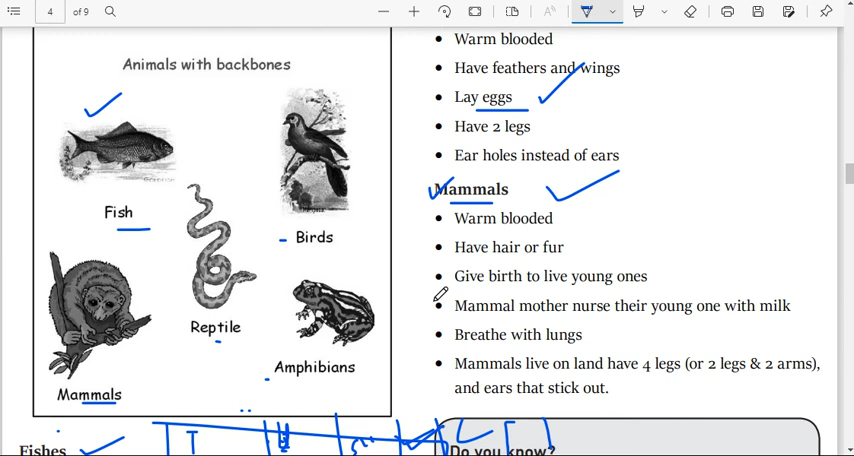 4 of 9
Animals with backbones
Fish
Birds
Reptile
Amphibians
Mammals
Fishes
Warm blooded
Have feathers and wings
Lay eggs
Have 2 legs
Ear holes instead of ears
Mammals
Warm blooded
Have hair or fur
Give birth to live young ones
Mammal mother nurse their young one with milk
Breathe with lungs
Mammals live on land have 4 legs (or 2 legs & 2 arms),
and ears that stick out.
Do you know?